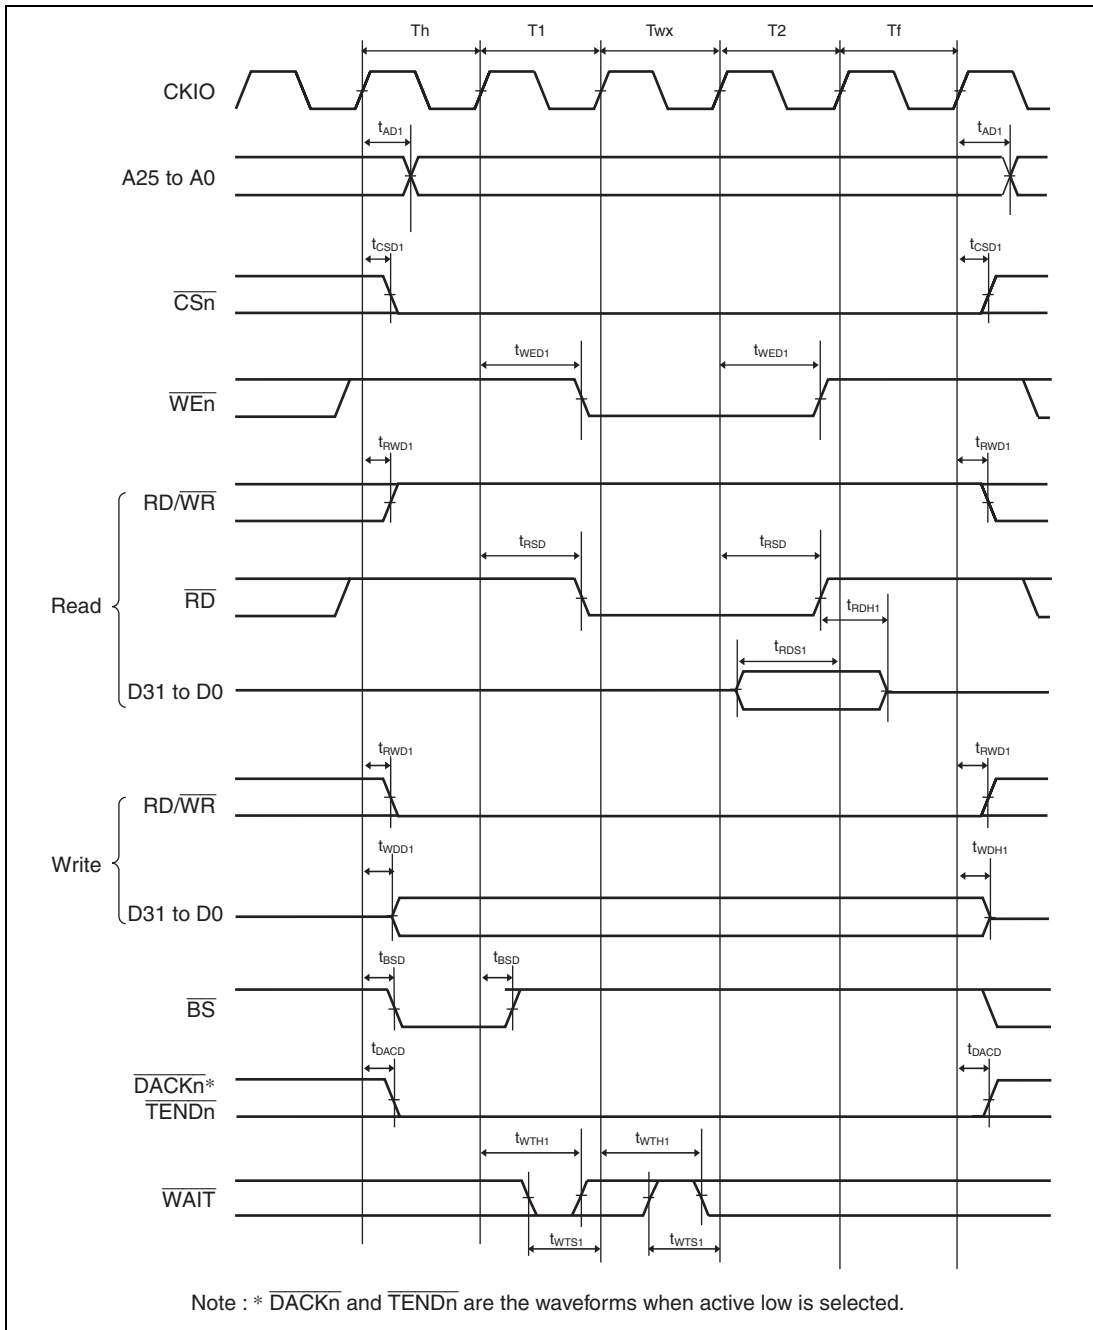 Th T1 Twx T2 Tf
CKIO
tAD1 tAD1
A25 to A0
tCSD1 tCSD1
CSn
tWED1 tWED1
WEn
tRWD1 tRWD1
RD/WR
tRSD tRSD
Read
RD
tRDH1
tRDS1
D31 to D0
tRWD1 tRWD1
RD/WR
Write
tWDD1 tWDH1
D31 to D0
tBSD tBSD
BS
tDACD tDACD
DACKn*
TENDn
tWTH1 tWTH1
WAIT
tWTS1 tWTS1
Note : * DACKn and TENDn are the waveforms when active low is selected.